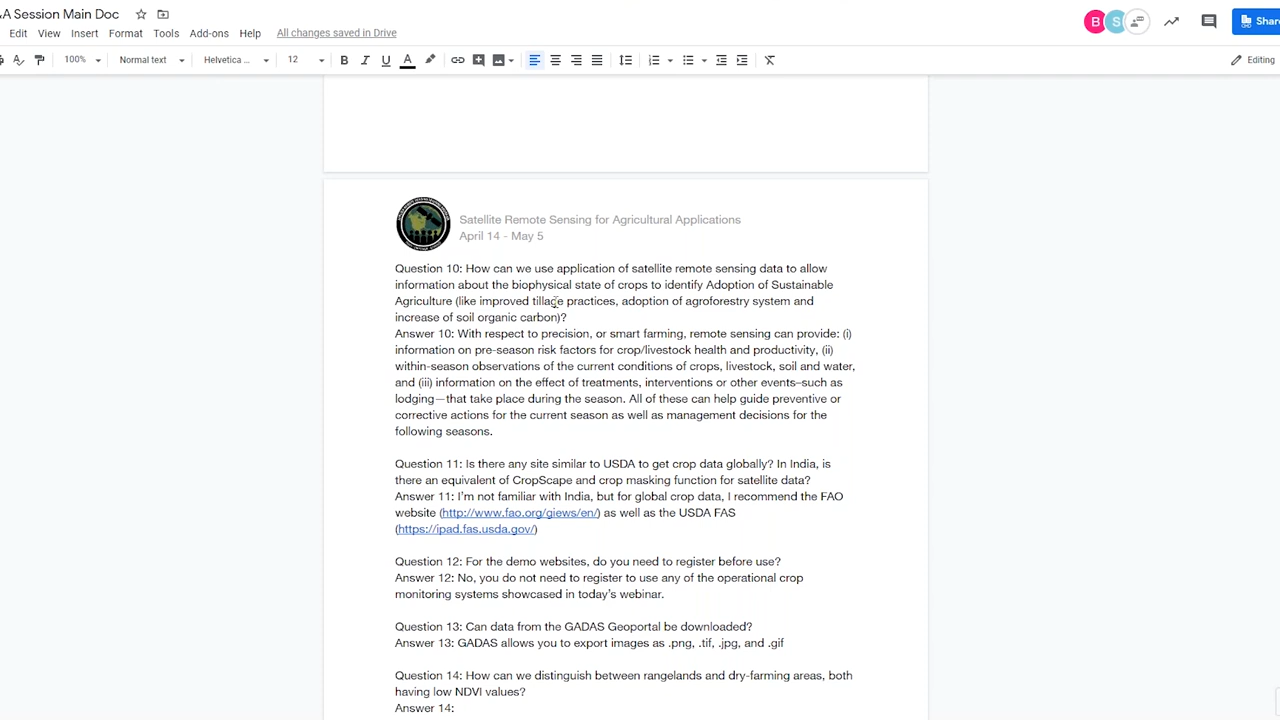 A Session Main Doc
Edit View Insert Format Tools Add-ons Help All changes saved in Drive
B S Share
100% Normal text Helvetica ... 12 B I U A Editing
Satellite Remote Sensing for Agricultural Applications
April 14 - May 5
Question 10: How can we use application of satellite remote sensing data to allow
information about the biophysical state of crops to identify Adoption of Sustainable
Agriculture (like improved tillage practices, adoption of agroforestry system and
increase of soil organic carbon)?
Answer 10: With respect to precision, or smart farming, remote sensing can provide: (i)
information on pre-season risk factors for crop/livestock health and productivity, (ii)
within-season observations of the current conditions of crops, livestock, soil and water,
and (iii) information on the effect of treatments, interventions or other events–such as
lodging—that take place during the season. All of these can help guide preventive or
corrective actions for the current season as well as management decisions for the
following seasons.
Question 11: Is there any site similar to USDA to get crop data globally? In India, is
there an equivalent of CropScape and crop masking function for satellite data?
Answer 11: I'm not familiar with India, but for global crop data, I recommend the FAO
website (http://www.fao.org/giews/en/) as well as the USDA FAS
(https://ipad.fas.usda.gov/)
Question 12: For the demo websites, do you need to register before use?
Answer 12: No, you do not need to register to use any of the operational crop
monitoring systems showcased in today's webinar.
Question 13: Can data from the GADAS Geoportal be downloaded?
Answer 13: GADAS allows you to export images as .png, .tif, .jpg, and .gif
Question 14: How can we distinguish between rangelands and dry-farming areas, both
having low NDVI values?
Answer 14: